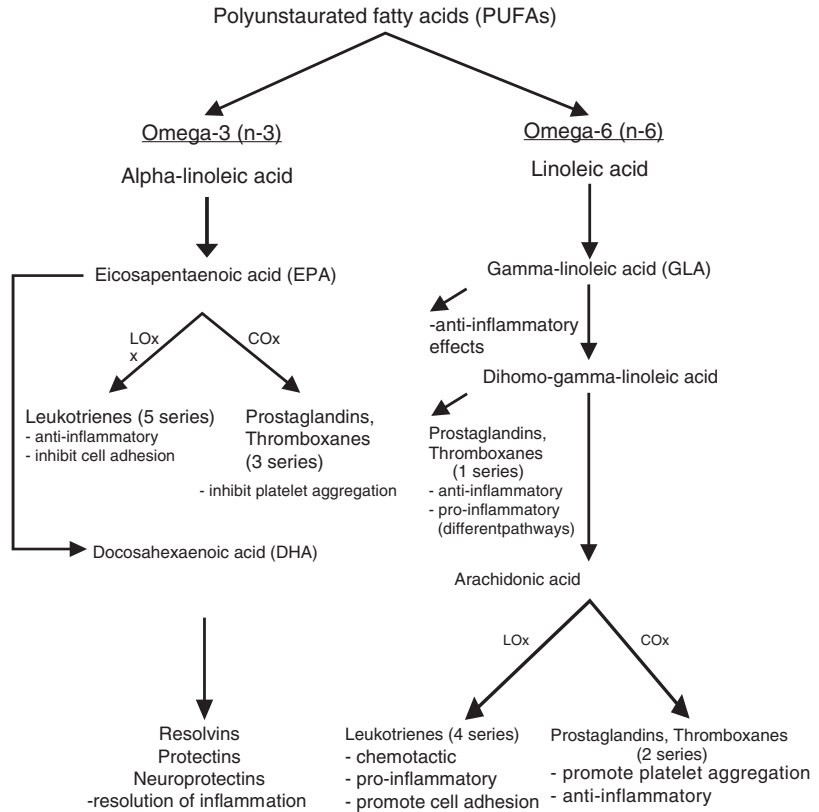 Polyunstaurated fatty acids (PUFAs)
Omega-3 (n-3)
Alpha-linoleic acid
Eicosapentaenoic acid (EPA)
LOx
x
COx
Leukotrienes (5 series)
- anti-inflammatory
- inhibit cell adhesion
Prostaglandins,
Thromboxanes
(3 series)
- inhibit platelet aggregation
Docosahexaenoic acid (DHA)
Resolvins
Protectins
Neuroprotectins
-resolution of inflammation
Omega-6 (n-6)
Linoleic acid
Gamma-linoleic acid (GLA)
-anti-inflammatory
effects
Dihomo-gamma-linoleic acid
Prostaglandins,
Thromboxanes
(1 series)
- anti-inflammatory
- pro-inflammatory
(differentpathways)
Arachidonic acid
LOx
COx
Leukotrienes (4 series)
- chemotactic
- pro-inflammatory
- promote cell adhesion
Prostaglandins, Thromboxanes
(2 series)
- promote platelet aggregation
- anti-inflammatory